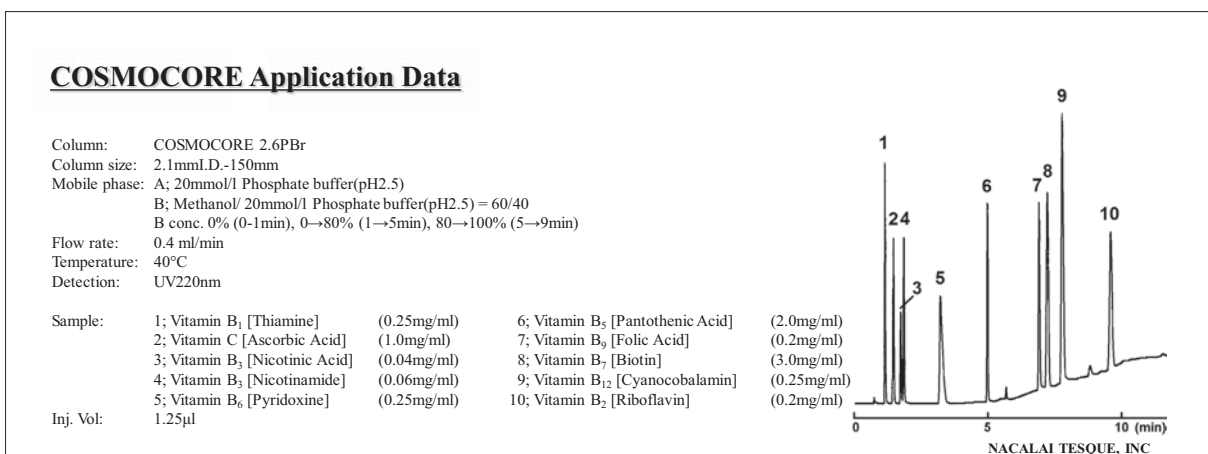 COSMOCORE Application Data
Column: COSMOCORE 2.6PBr
Column size: 2.1mmI.D.-150mm
Mobile phase: A; 20mmol/l Phosphate buffer(pH2.5)
B; Methanol/ 20mmol/l Phosphate buffer(pH2.5) = 60/40
B conc. 0% (0-1min), 0→80% (1→5min), 80→100% (5→9min)
Flow rate: 0.4 ml/min
Temperature: 40°C
Detection: UV220nm
Sample: 1; Vitamin B₁ [Thiamine] (0.25mg/ml) 6; Vitamin B₅ [Pantothenic Acid] (2.0mg/ml)
2; Vitamin C [Ascorbic Acid] (1.0mg/ml) 7; Vitamin B₉ [Folic Acid] (0.2mg/ml)
3; Vitamin B₃ [Nicotinic Acid] (0.04mg/ml) 8; Vitamin B₇ [Biotin] (3.0mg/ml)
4; Vitamin B₃ [Nicotinamide] (0.06mg/ml) 9; Vitamin B₁₂ [Cyanocobalamin] (0.25mg/ml)
5; Vitamin B₆ [Pyridoxine] (0.25mg/ml) 10; Vitamin B₂ [Riboflavin] (0.2mg/ml)
Inj. Vol: 1.25μl
9
1
8
6 7
24 10
3 5
0 5 10 (min)
NACALAI TESQUE, INC